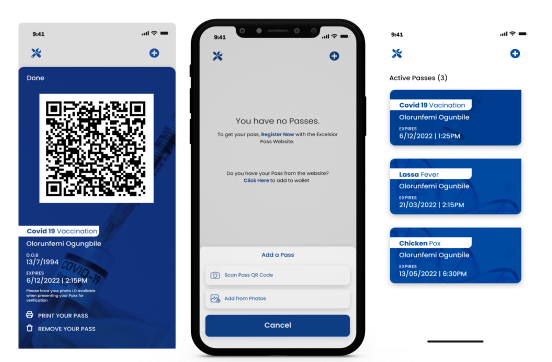 9:41
Done
Covid 19 Vaccination
Olorunfemi Ogungbile
D.O.B
13/7/1994
EXPIRES
6/12/2022 | 2:15PM
Please have your photo I.D available
when presenting your Pass for
verification
PRINT YOUR PASS
REMOVE YOUR PASS
COVID-19
9:41
You have no Passes.
To get your pass, Register Now with the Excelsior
Pass Website.
Do you have your Pass from the website?
Click Here to add to wallet
Add a Pass
Scan Pass QR Code
Add from Photos
Cancel
9:41
Active Passes (3)
Covid 19 Vacination
Olorunfemi Ogunbile
EXPIRES
6/12/2022 | 1:25PM
Lassa Fever
Olorunfemi Ogunbile
EXPIRES
21/03/2022 | 2:15PM
Chicken Pox
Olorunfemi Ogunbile
EXPIRES
13/05/2022 | 6:30PM